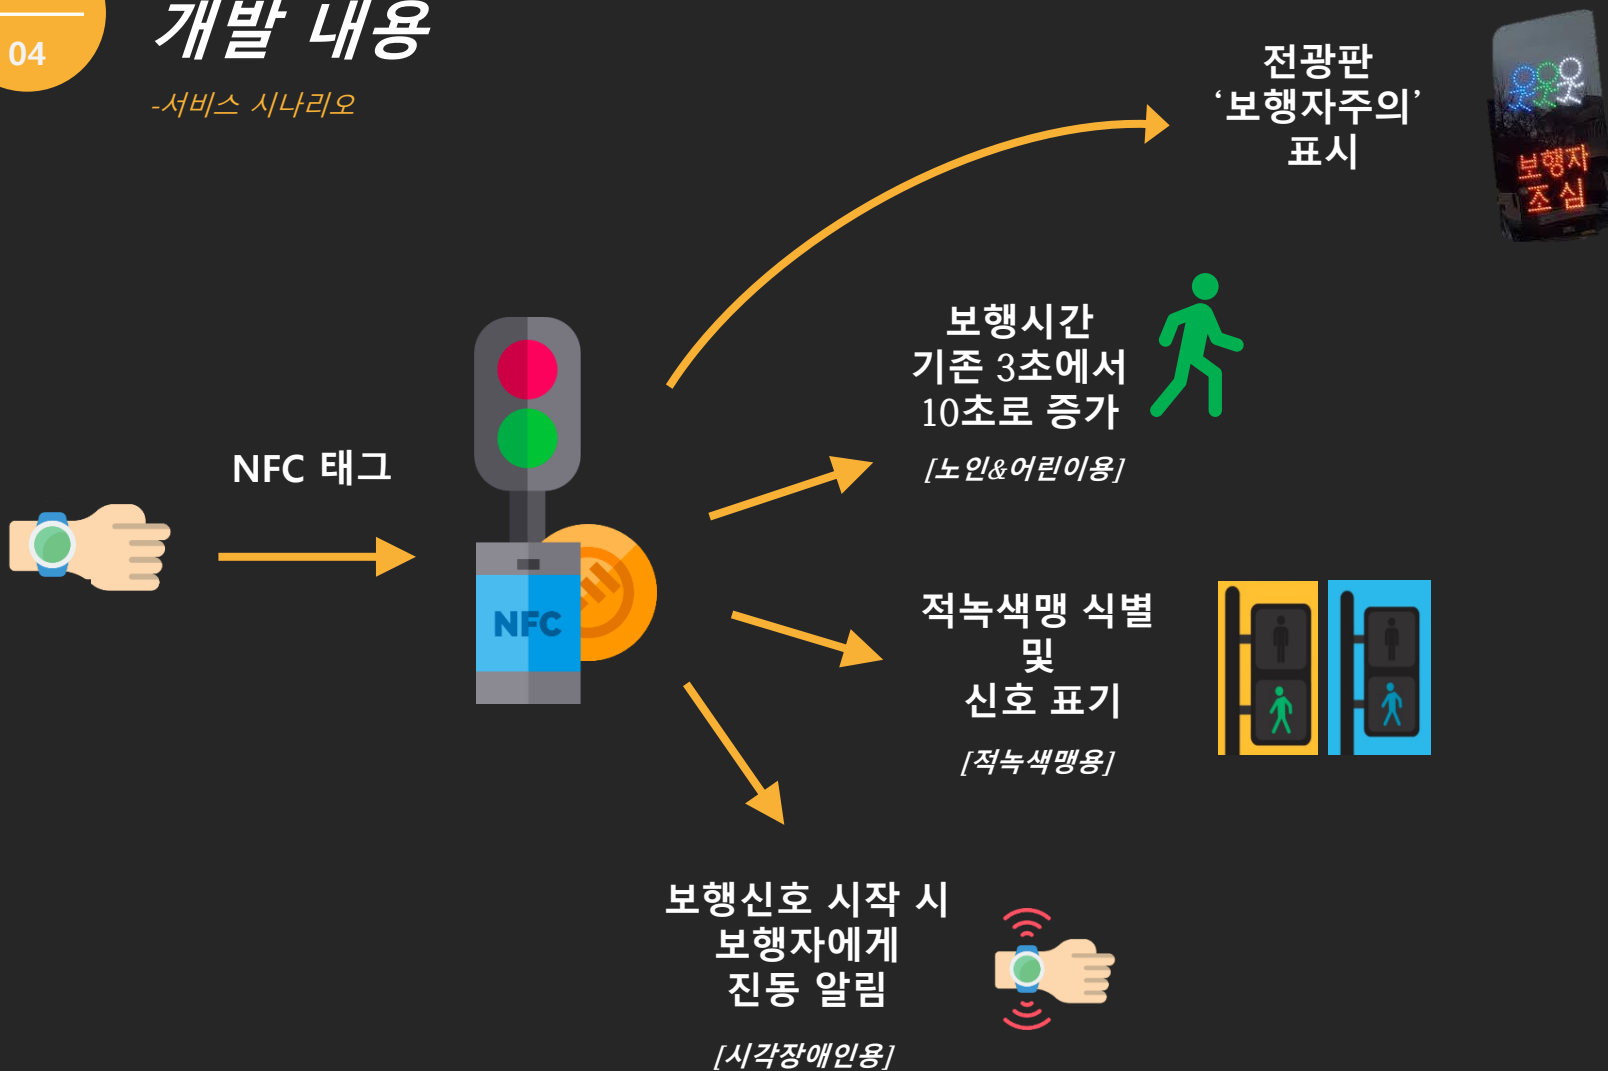 04
개발 내용
-서비스 시나리오
전광판
‘보행자주의’
표시
보행자
조심
보행시간
기존 3초에서
10초로 증가
[노인&어린이용]
NFC 태그
NFC
적녹색맹 식별
및
신호 표기
[적녹색맹용]
보행신호 시작 시
보행자에게
진동 알림
[시각장애인용]